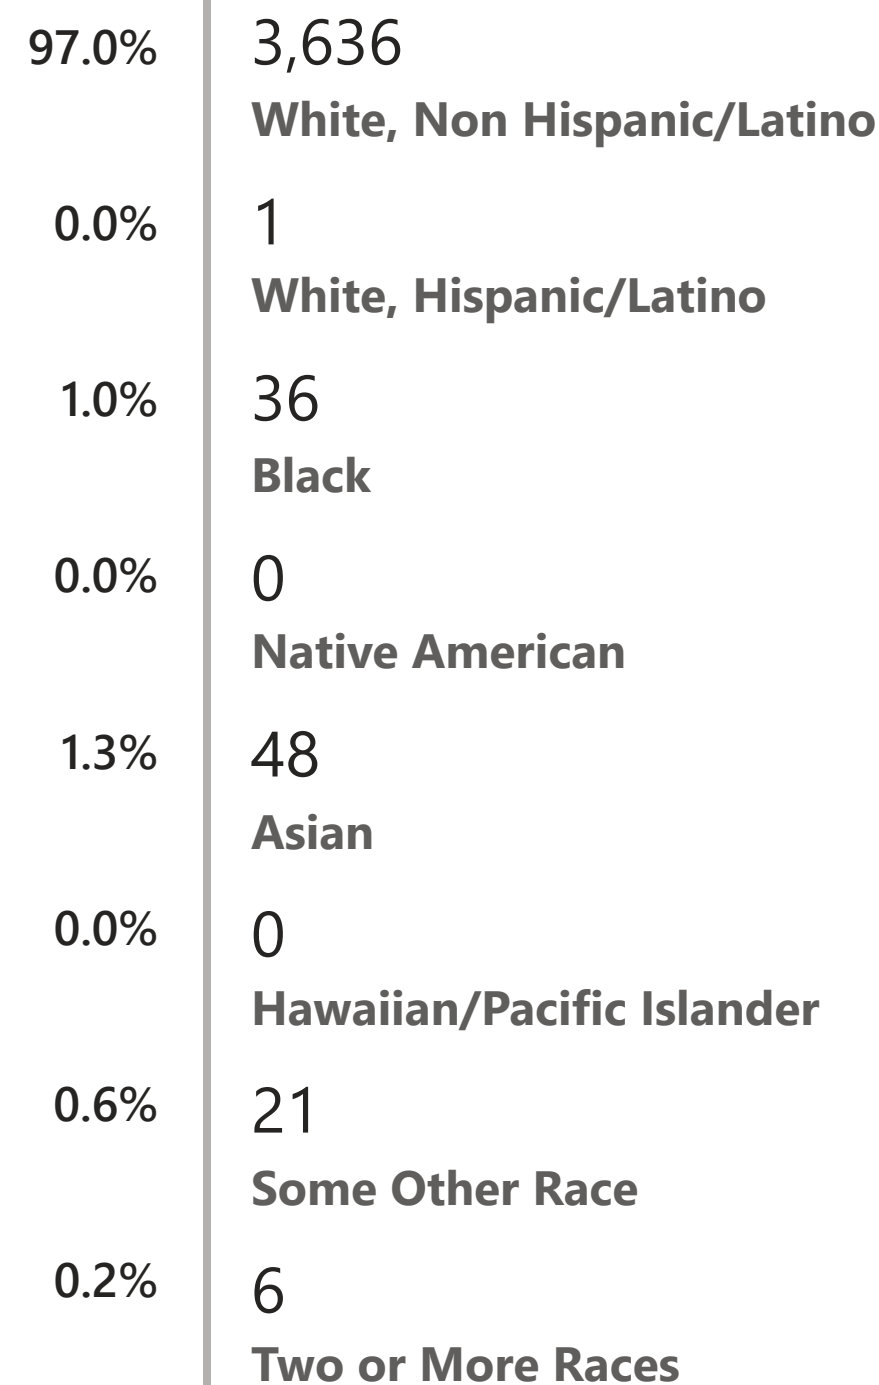 97.0% 3,636
White, Non Hispanic/Latino
0.0% 1
White, Hispanic/Latino
1.0% 36
Black
0.0% 0
Native American
1.3% 48
Asian
0.0% 0
Hawaiian/Pacific Islander
0.6% 21
Some Other Race
0.2% 6
Two or More Races